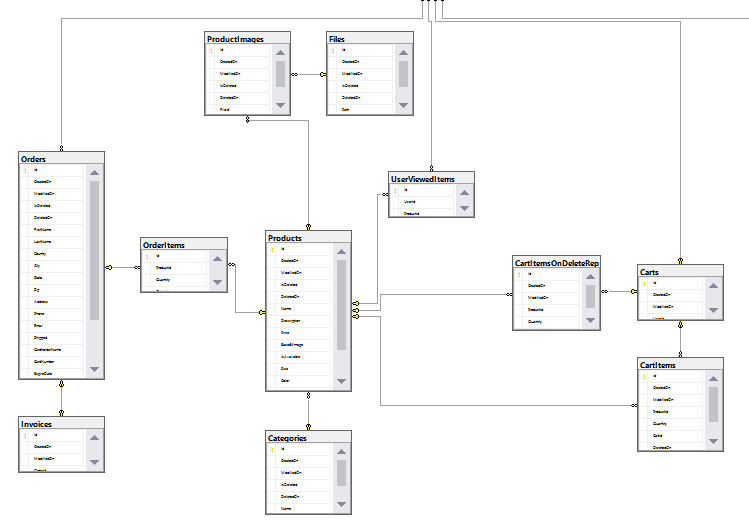 ProductImages
Id
CreatedOn
ModifiedOn
IsDeleted
DeletedOn
FileId
Files
Id
CreatedOn
ModifiedOn
IsDeleted
DeletedOn
Path
Orders
Id
CreatedOn
ModifiedOn
IsDeleted
DeletedOn
FirstName
LastName
Country
City
State
Zip
Address
Phone
Email
Shipped
CardholderName
CardNumber
ExpireDate
UserViewedItems
Id
UserId
ProductId
OrderItems
Id
ProductId
Quantity
Products
Id
CreatedOn
ModifiedOn
IsDeleted
DeletedOn
Name
Description
Price
IsAvailable
Size
Color
CartItemsOnDeleteRep
Id
CreatedOn
ModifiedOn
ProductId
Quantity
Carts
Id
CreatedOn
ModifiedOn
UserId
CartItems
Id
CreatedOn
ModifiedOn
ProductId
Quantity
CartId
DeletedOn
Invoices
Id
CreatedOn
ModifiedOn
OrderId
Categories
Id
CreatedOn
ModifiedOn
IsDeleted
DeletedOn
Name